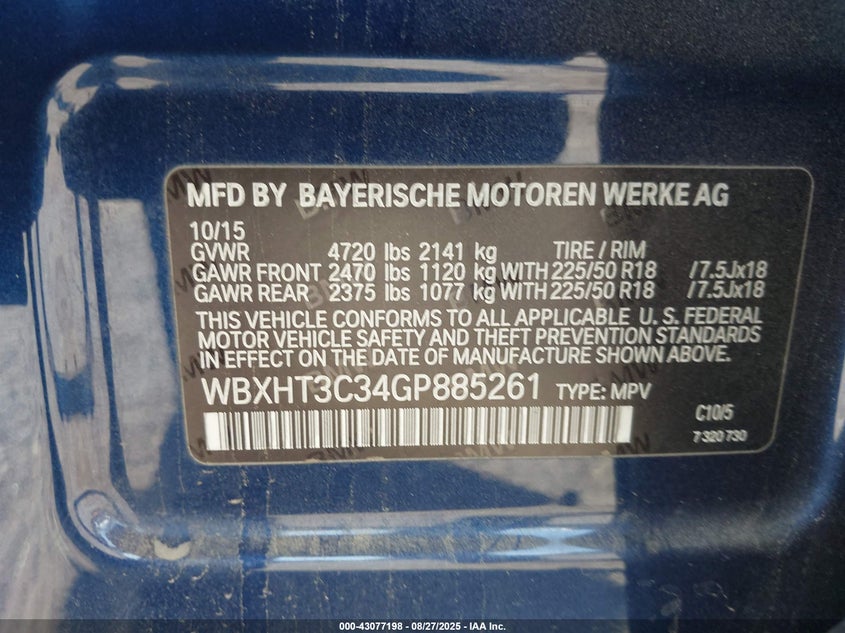 MFD BY BAYERISCHE MOTOREN WERKE AG
10/15
GVWR 4720 lbs 2141 kg TIRE / RIM
GAWR FRONT 2470 lbs 1120 kg WITH 225/50 R18 /7.5Jx18
GAWR REAR 2375 lbs 1077 kg WITH 225/50 R18 /7.5Jx18
THIS VEHICLE CONFORMS TO ALL APPLICABLE U. S. FEDERAL
MOTOR VEHICLE SAFETY AND THEFT PREVENTION STANDARDS
IN EFFECT ON THE DATE OF MANUFACTURE SHOWN ABOVE.
WBXHT3C34GP885261 TYPE: MPV
C10/5
7 320 730
000-43077198 - 08/27/2025 - IAA Inc.